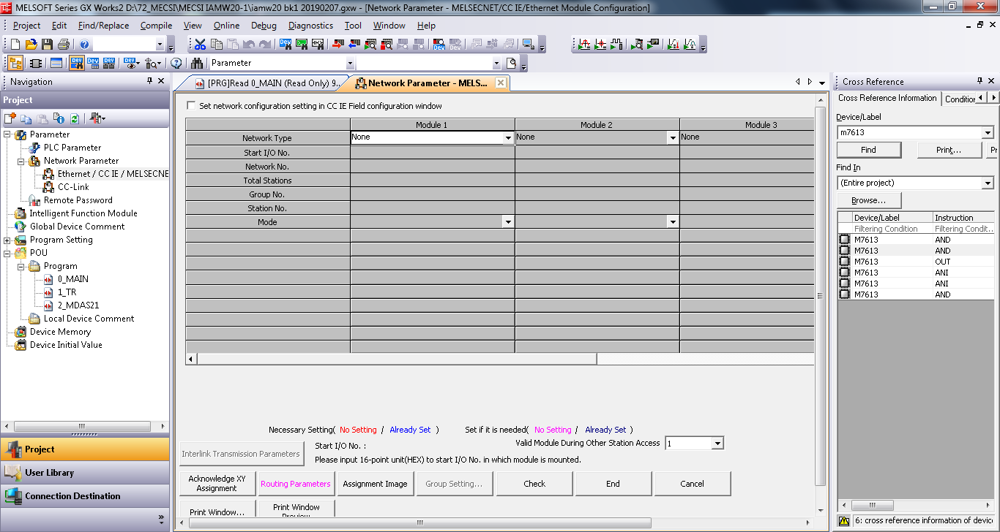 MELSOFT Series GX Works2 D:\72_MECSI\MECSI IAMW20-1\iamw20 bk1 20190207.gxw - [Network Parameter - MELSECNET/CC IE/Ethernet Module Configuration]
Project Edit Find/Replace Compile View Online Debug Diagnostics Tool Window Help
Parameter
Navigation
[PRG]Read 0_MAIN (Read Only) 9...
Network Parameter - MELS...
Cross Reference
Project
Cross Reference Information
Condition
Parameter
PLC Parameter
Network Parameter
Ethernet / CC IE / MELSECNE
CC-Link
Remote Password
Intelligent Function Module
Global Device Comment
Program Setting
POU
Program
0_MAIN
1_TR
2_MDAS21
Local Device Comment
Device Memory
Device Initial Value
Project
User Library
Connection Destination
Set network configuration setting in CC IE Field configuration window
Module 1 Module 2 Module 3
Network Type None None None
Start I/O No.
Network No.
Total Stations
Group No.
Station No.
Mode
Necessary Setting( No Setting / Already Set ) Set if it is needed( No Setting / Already Set )
Interlink Transmission Parameters
Start I/O No. :
Valid Module During Other Station Access 1
Please input 16-point unit(HEX) to start I/O No. in which module is mounted.
Acknowledge XY Assignment
Routing Parameters
Assignment Image
Group Setting...
Check
End
Cancel
Print Window...
Print Window Preview
Device/Label
m7613
Find
Print...
Pr
Find In
(Entire project)
Browse...
Device/Label Instruction
Filtering Condition Filtering Condit...
M7613 AND
M7613 AND
M7613 OUT
M7613 ANI
M7613 ANI
M7613 AND
6: cross reference information of device